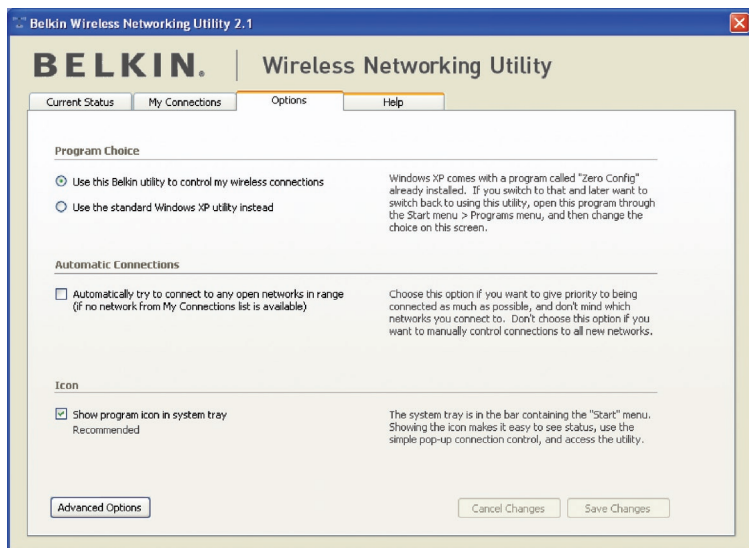 Belkin Wireless Networking Utility 2.1
BELKIN. | Wireless Networking Utility
Current Status
My Connections
Options
Help
Program Choice
Use this Belkin utility to control my wireless connections
Use the standard Windows XP utility instead
Windows XP comes with a program called "Zero Config"
already installed. If you switch to that and later want to
switch back to using this utility, open this program through
the Start menu > Programs menu, and then change the
choice on this screen.
Automatic Connections
Automatically try to connect to any open networks in range
(if no network from My Connections list is available)
Choose this option if you want to give priority to being
connected as much as possible, and don't mind which
networks you connect to. Don't choose this option if you
want to manually control connections to all new networks.
Icon
Show program icon in system tray
Recommended
The system tray is in the bar containing the "Start" menu.
Showing the icon makes it easy to see status, use the
simple pop-up connection control, and access the utility.
Advanced Options
Cancel Changes
Save Changes